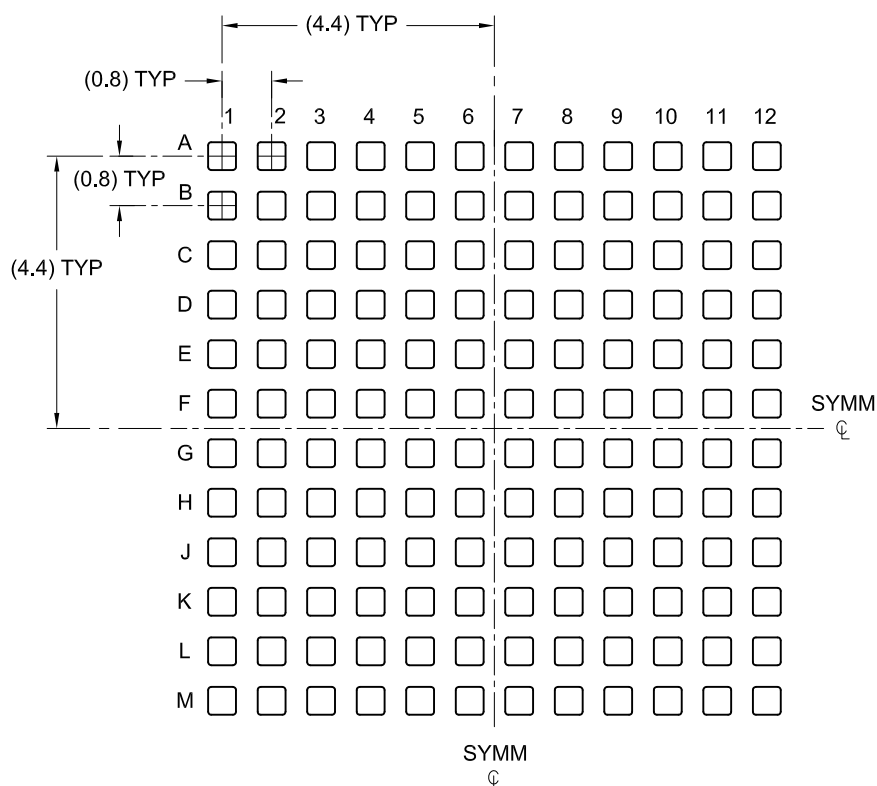 (4.4) TYP
(0.8) TYP
1 2 3 4 5 6 7 8 9 10 11 12
A
(0.8) TYP
B
C
(4.4) TYP
D
E
F
SYMM
℄
G
H
J
K
L
M
SYMM
℄